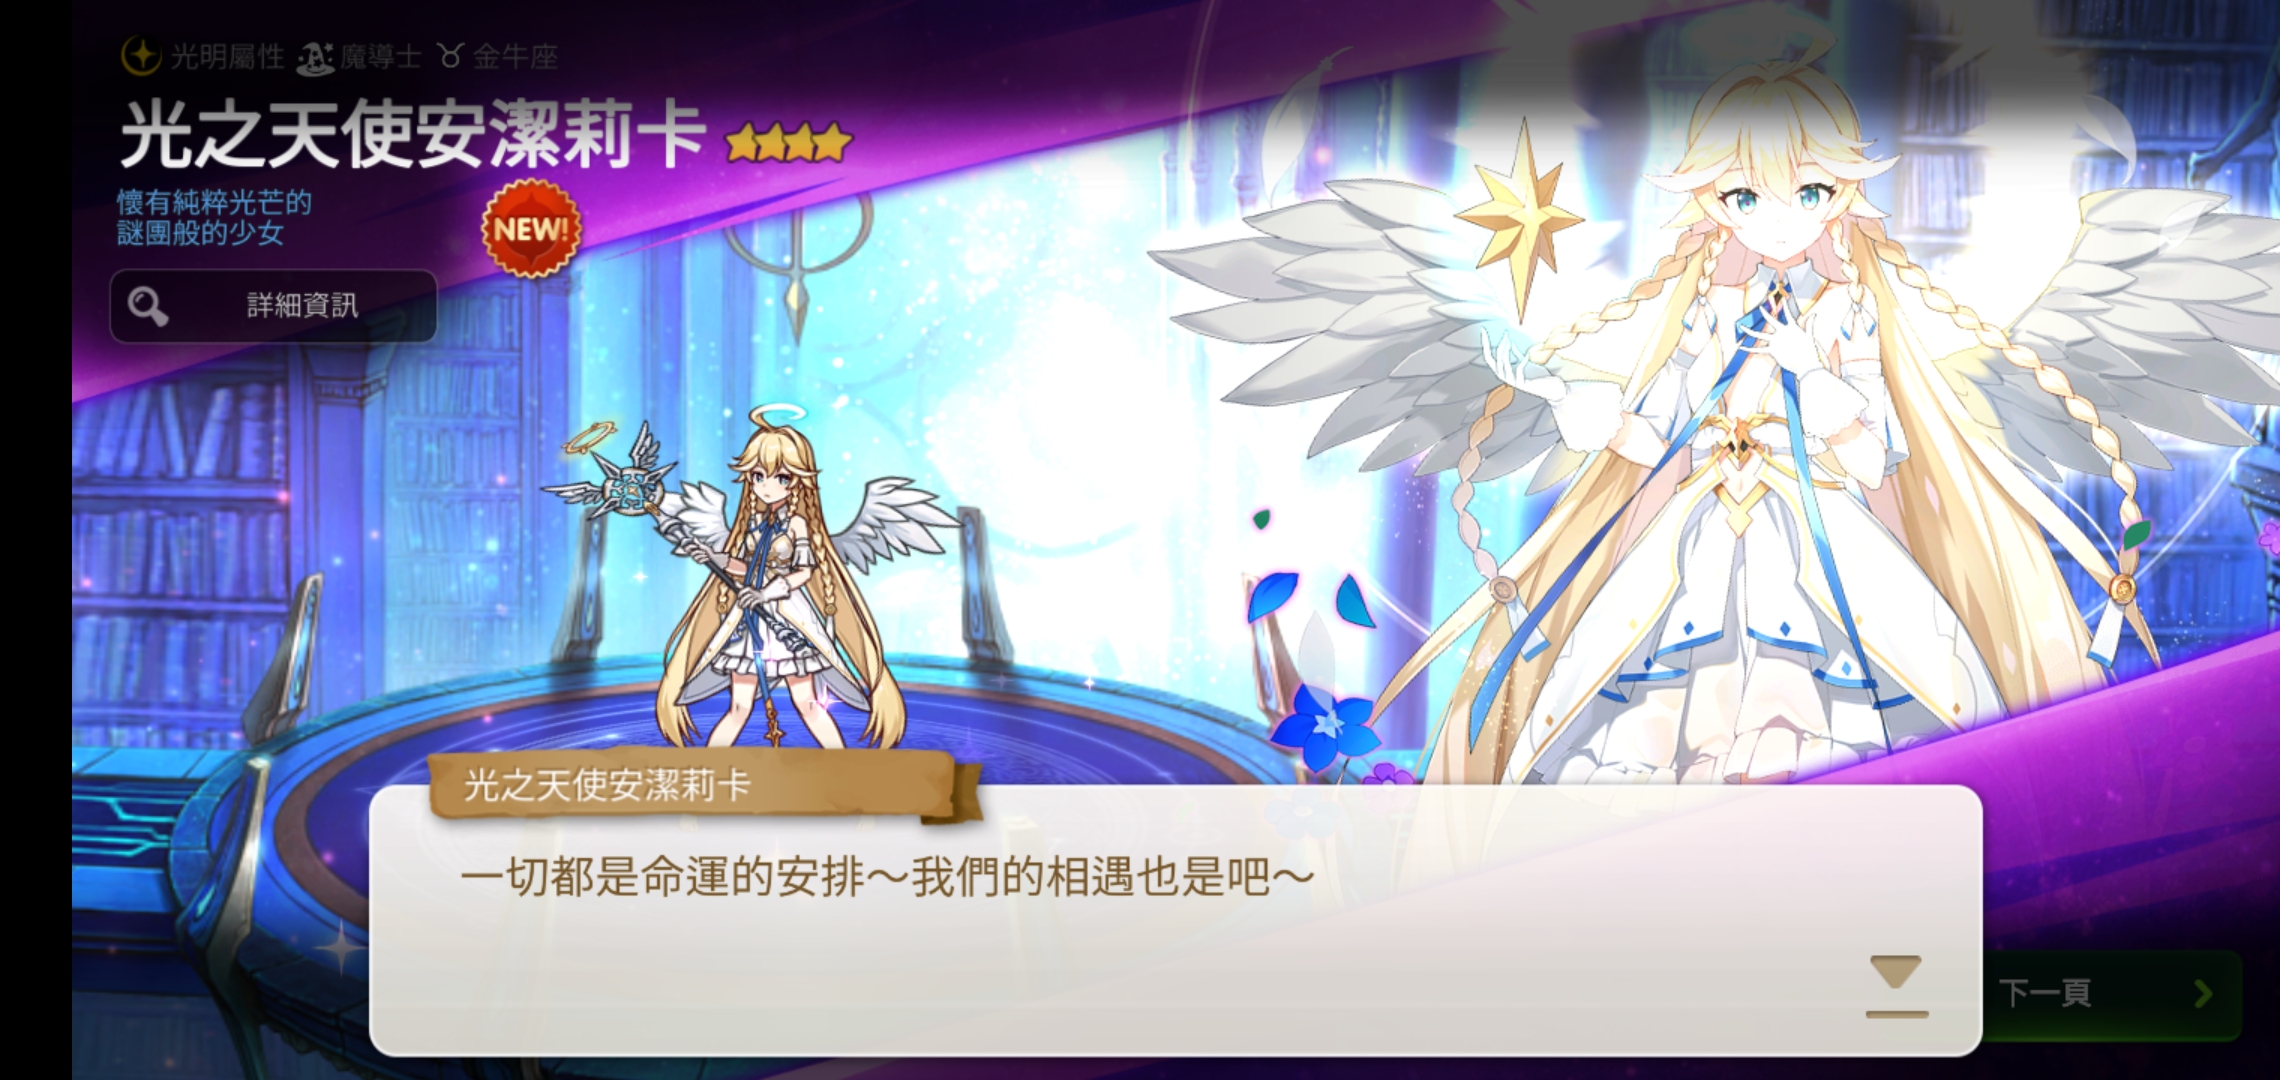 光明屬性 魔導士 金牛座
光之天使安潔莉卡
懷有純粹光芒的
謎團般的少女
NEW!
詳細資訊
光之天使安潔莉卡
一切都是命運的安排～我們的相遇也是吧～
下一頁